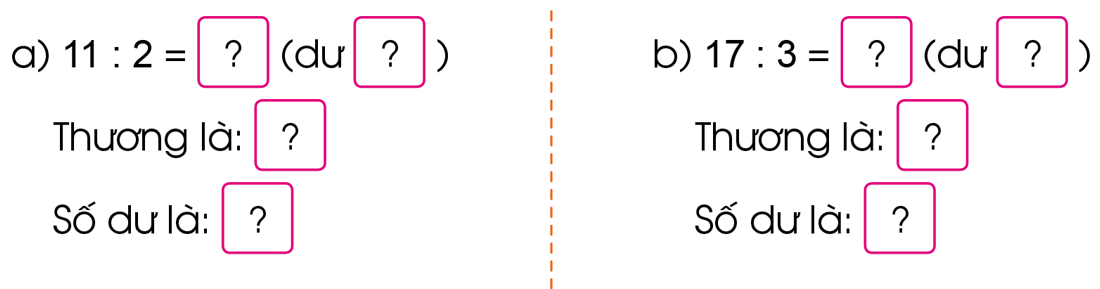 a) 11 : 2 = ? (dư ? )
Thương là: ?
Số dư là: ?
b) 17 : 3 = ? (dư ? )
Thương là: ?
Số dư là: ?